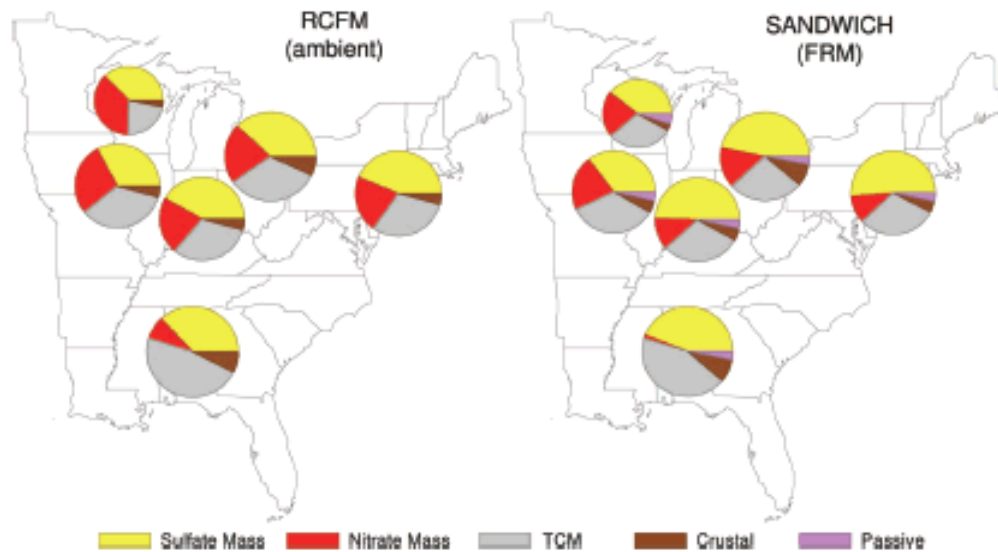 RCFM
(ambient)
SANDWICH
(FRM)
Sulfate Mass
Nitrate Mass
TCM
Crustal
Passive